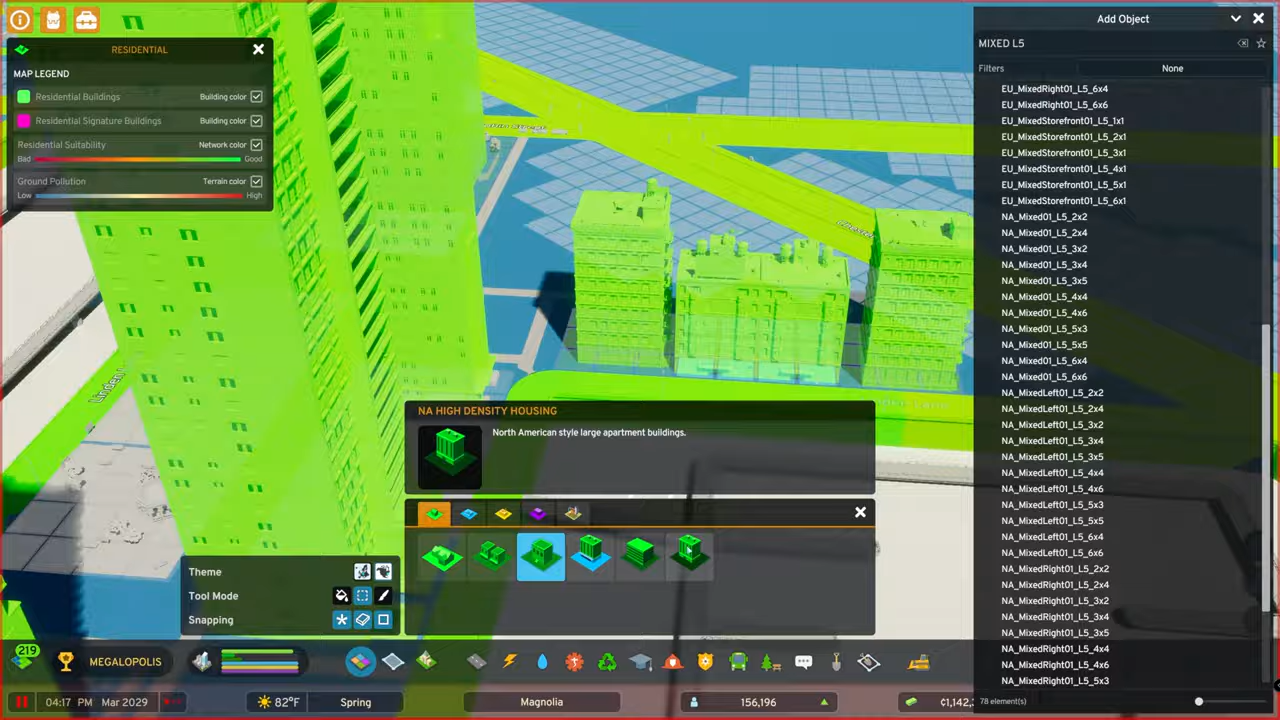 RESIDENTIAL
MAP LEGEND
Residential Buildings
Building color
Residential Signature Buildings
Building color
Residential Suitability
Network color
Bad
Good
Ground Pollution
Terrain color
Low
High
NA HIGH DENSITY HOUSING
North American style large apartment buildings.
Theme
Tool Mode
Snapping
219
MEGALOPOLIS
04:17 PM Mar 2029
82°F
Spring
Magnolia
156,196
₵1,142,
Add Object
MIXED L5
Filters
None
EU_MixedRight01_L5_6x4
EU_MixedRight01_L5_6x6
EU_MixedStorefront01_L5_1x1
EU_MixedStorefront01_L5_2x1
EU_MixedStorefront01_L5_3x1
EU_MixedStorefront01_L5_4x1
EU_MixedStorefront01_L5_5x1
EU_MixedStorefront01_L5_6x1
NA_Mixed01_L5_2x2
NA_Mixed01_L5_2x4
NA_Mixed01_L5_3x2
NA_Mixed01_L5_3x4
NA_Mixed01_L5_3x5
NA_Mixed01_L5_4x4
NA_Mixed01_L5_4x6
NA_Mixed01_L5_5x3
NA_Mixed01_L5_5x5
NA_Mixed01_L5_6x4
NA_Mixed01_L5_6x6
NA_MixedLeft01_L5_2x2
NA_MixedLeft01_L5_2x4
NA_MixedLeft01_L5_3x2
NA_MixedLeft01_L5_3x4
NA_MixedLeft01_L5_3x5
NA_MixedLeft01_L5_4x4
NA_MixedLeft01_L5_4x6
NA_MixedLeft01_L5_5x3
NA_MixedLeft01_L5_5x5
NA_MixedLeft01_L5_6x4
NA_MixedLeft01_L5_6x6
NA_MixedRight01_L5_2x2
NA_MixedRight01_L5_2x4
NA_MixedRight01_L5_3x2
NA_MixedRight01_L5_3x4
NA_MixedRight01_L5_3x5
NA_MixedRight01_L5_4x4
NA_MixedRight01_L5_4x6
NA_MixedRight01_L5_5x3
78 element(s)